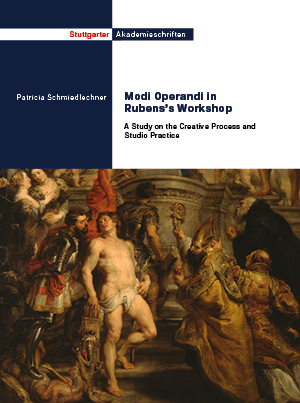 Stuttgarter Akademieschriften
Patricia Schmiedlechner
Modi Operandi in
Rubens's Workshop
A Study on the Creative Process and
Studio Practice